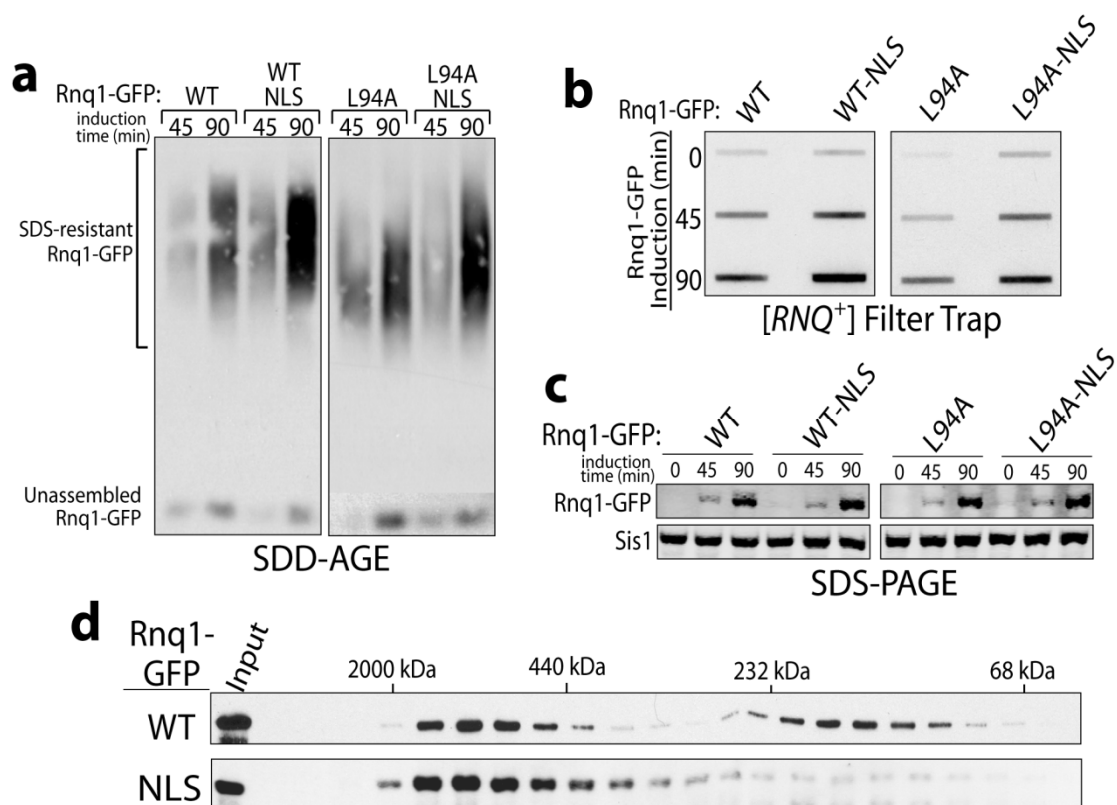 a
Rnq1-GFP: WT WT NLS L94A L94A NLS
induction time (min) 45 90 45 90 45 90 45 90
SDS-resistant
Rnq1-GFP
Unassembled
Rnq1-GFP
SDD-AGE
b
Rnq1-GFP: WT WT-NLS L94A L94A-NLS
Rnq1-GFP
Induction (min)
0
45
90
[RNQ+] Filter Trap
c
Rnq1-GFP: WT WT-NLS L94A L94A-NLS
induction time (min) 0 45 90 0 45 90 0 45 90 0 45 90
Rnq1-GFP
Sis1
SDS-PAGE
d
Rnq1-
GFP Input 2000 kDa 440 kDa 232 kDa 68 kDa
WT
NLS